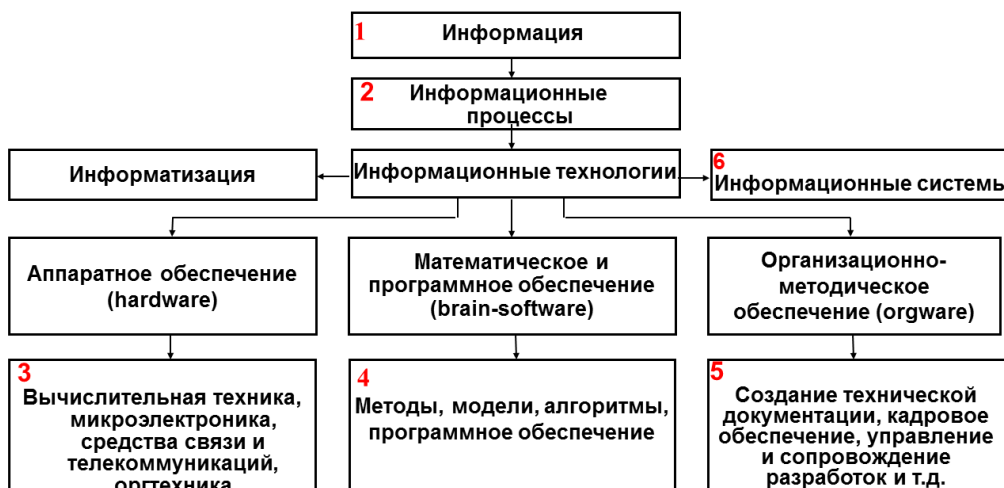 1 Информация
2 Информационные
процессы
Информатизация
Информационные технологии
6
Информационные системы
Аппаратное обеспечение
(hardware)
Математическое и
программное обеспечение
(brain-software)
Организационно-
методическое
обеспечение (orgware)
3
Вычислительная техника,
микроэлектроника,
средства связи и
телекоммуникаций,
оргтехника
4
Методы, модели, алгоритмы,
программное обеспечение
5
Создание технической
документации, кадровое
обеспечение, управление
и сопровождение
разработок и т.д.